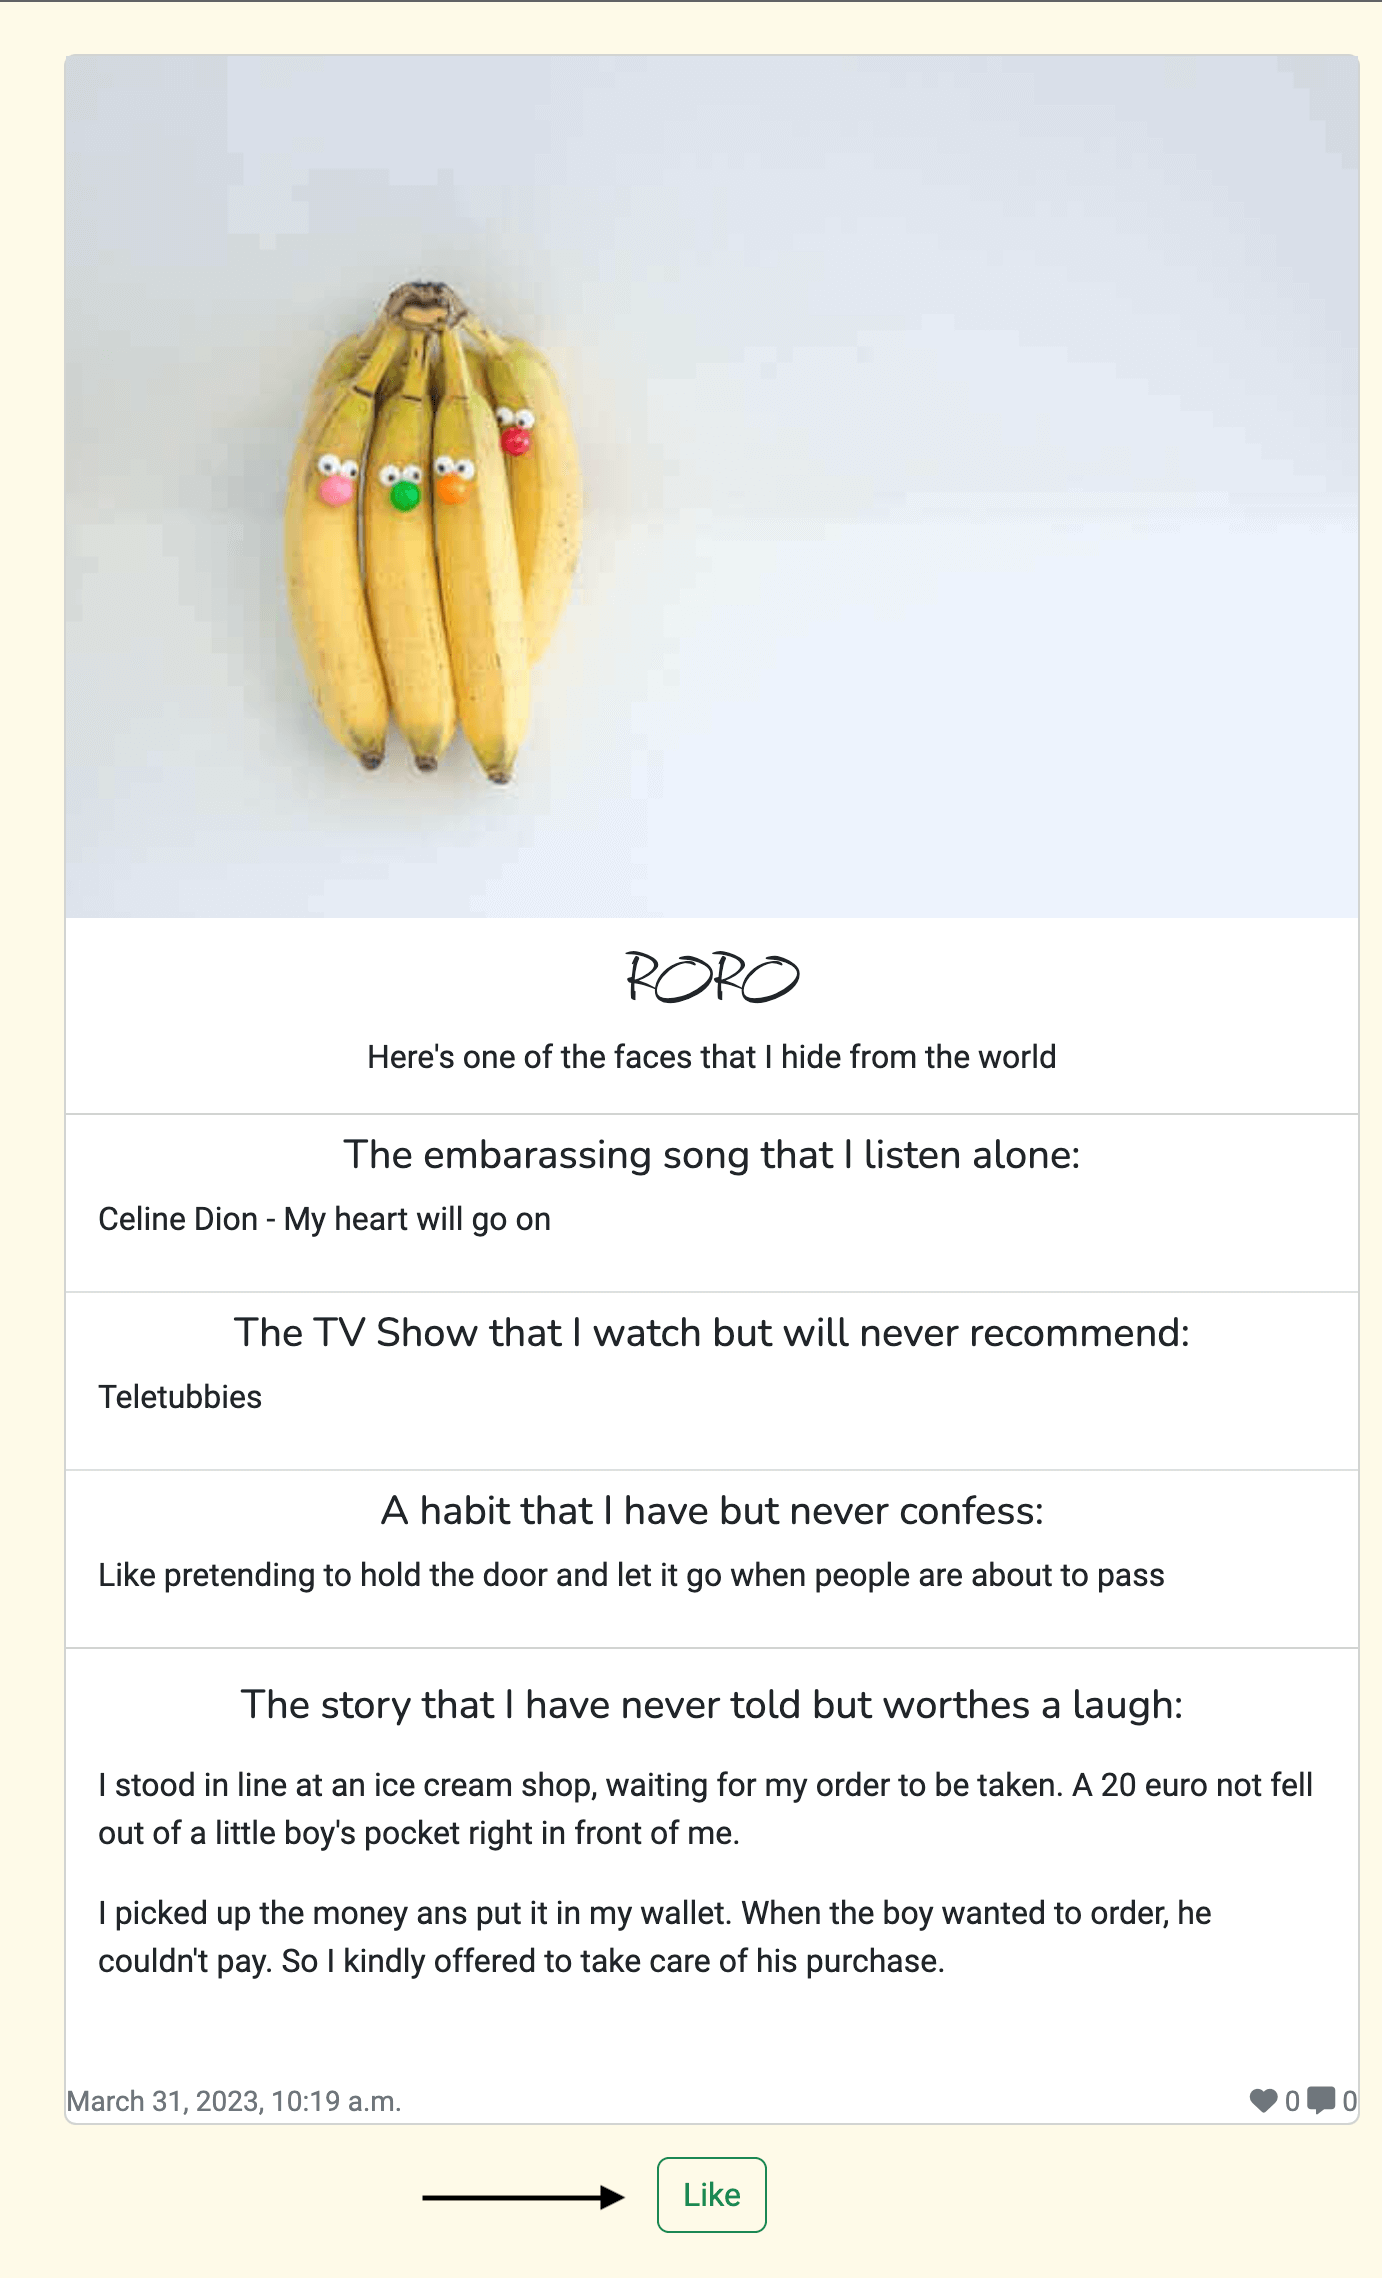 RORO
Here's one of the faces that I hide from the world
The embarassing song that I listen alone:
Celine Dion - My heart will go on
The TV Show that I watch but will never recommend:
Teletubbies
A habit that I have but never confess:
Like pretending to hold the door and let it go when people are about to pass
The story that I have never told but worthes a laugh:
I stood in line at an ice cream shop, waiting for my order to be taken. A 20 euro not fell
out of a little boy's pocket right in front of me.
I picked up the money ans put it in my wallet. When the boy wanted to order, he
couldn't pay. So I kindly offered to take care of his purchase.
March 31, 2023, 10:19 a.m. 0 0
Like